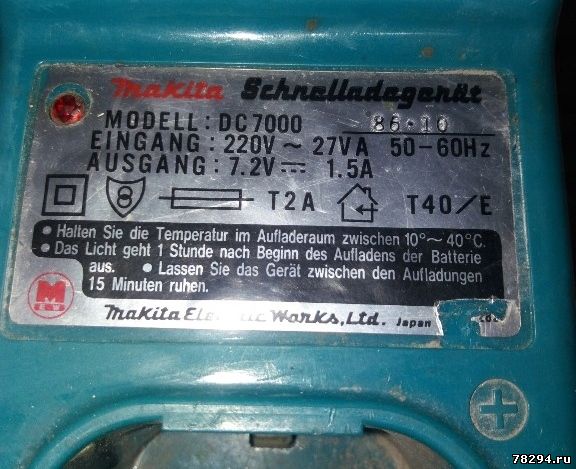 makita Schnelladegerät
MODELL: DC7000 86·10
EINGANG: 220V ~ 27VA 50-60Hz
AUSGANG: 7.2V⎓ 1.5A
8 T2A T40/E
• Halten Sie die Temperatur im Aufladeraum zwischen 10°~ 40°C.
• Das Licht geht 1 Stunde nach Beginn des Aufladens der Batterie
aus. • Lassen Sie das Gerät zwischen den Aufladungen
15 Minuten ruhen.
M
makita Works, Ltd. Japan
+
78294.ru